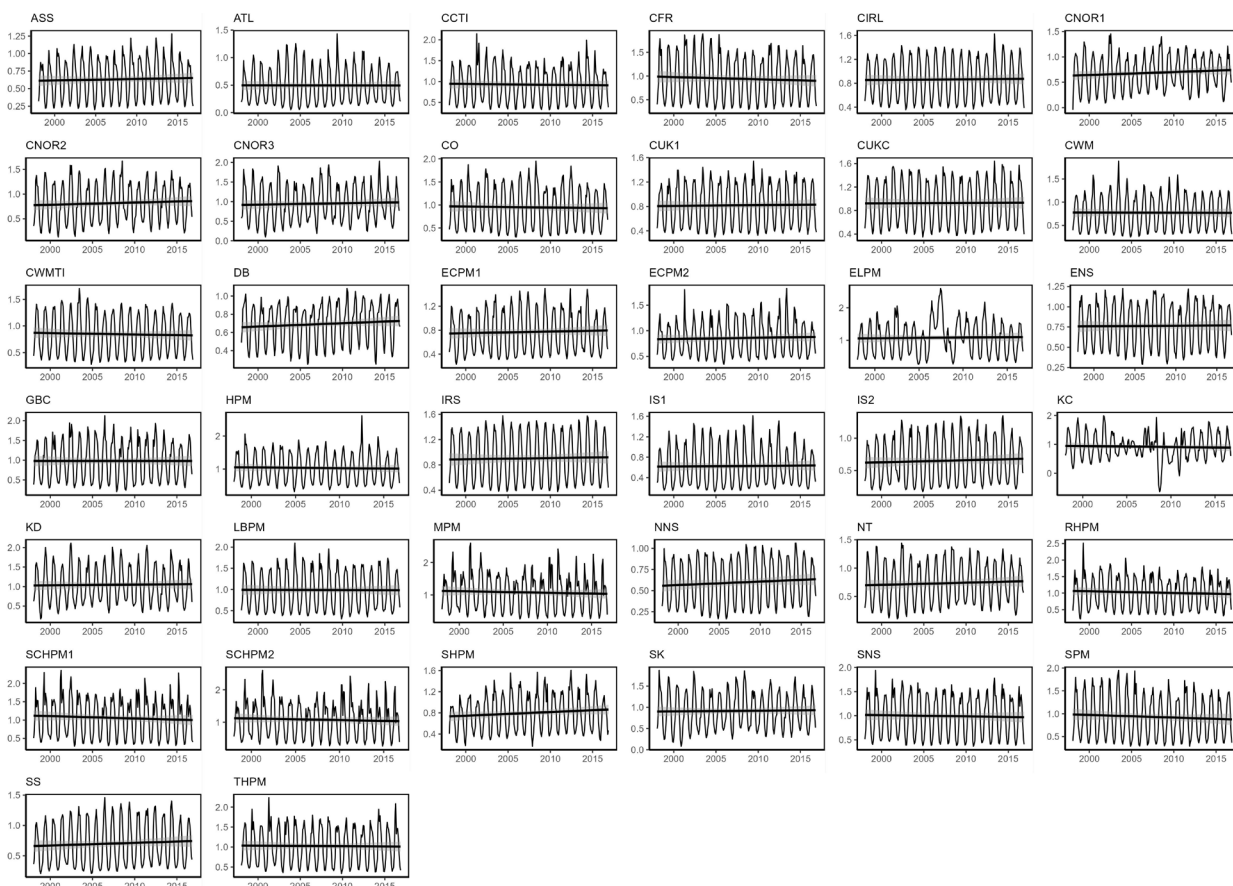 ASS ATL CCTI CFR CIRL CNOR1
1.25 1.00 0.75 0.50 0.25 1.5 1.0 0.5 0.0 2.0 1.5 1.0 0.5 1.5 1.0 0.5 1.6 1.2 0.8 0.4 1.5 1.0 0.5 0.0
2000 2005 2010 2015 2000 2005 2010 2015 2000 2005 2010 2015 2000 2005 2010 2015 2000 2005 2010 2015 2000 2005 2010 2015
CNOR2 CNOR3 CO CUK1 CUKC CWM
1.5 1.0 0.5 2.0 1.5 1.0 0.5 0.0 2.0 1.5 1.0 0.5 1.6 1.2 0.8 0.4 1.6 1.2 0.8 0.4 2.0 1.5 1.0 0.5
2000 2005 2010 2015 2000 2005 2010 2015 2000 2005 2010 2015 2000 2005 2010 2015 2000 2005 2010 2015 2000 2005 2010 2015
CWMTI DB ECPM1 ECPM2 ELPM ENS
1.5 1.0 0.5 1.0 0.8 0.6 0.4 1.2 0.8 0.4 1.5 1.0 0.5 2 1 1.25 1.00 0.75 0.50 0.25
2000 2005 2010 2015 2000 2005 2010 2015 2000 2005 2010 2015 2000 2005 2010 2015 2000 2005 2010 2015 2000 2005 2010 2015
GBC HPM IRS IS1 IS2 KC
2.0 1.5 1.0 0.5 2 1 1.6 1.2 0.8 0.4 1.5 1.0 0.5 1.0 0.5 2 1 0
2000 2005 2010 2015 2000 2005 2010 2015 2000 2005 2010 2015 2000 2005 2010 2015 2000 2005 2010 2015 2000 2005 2010 2015
KD LBPM MPM NNS NT RHPM
2.0 1.5 1.0 0.5 2.0 1.5 1.0 0.5 2 1 1.00 0.75 0.50 0.25 1.5 1.0 0.5 2.5 2.0 1.5 1.0 0.5
2000 2005 2010 2015 2000 2005 2010 2015 2000 2005 2010 2015 2000 2005 2010 2015 2000 2005 2010 2015 2000 2005 2010 2015
SCHPM1 SCHPM2 SHPM SK SNS SPM
2.0 1.5 1.0 0.5 2 1 1.6 1.2 0.8 0.4 1.5 1.0 0.5 0.0 2.0 1.5 1.0 0.5 2.0 1.5 1.0 0.5
2000 2005 2010 2015 2000 2005 2010 2015 2000 2005 2010 2015 2000 2005 2010 2015 2000 2005 2010 2015 2000 2005 2010 2015
SS THPM
1.5 1.0 0.5 2.0 1.5 1.0 0.5
2000 2005 2010 2015 2000 2005 2010 2015